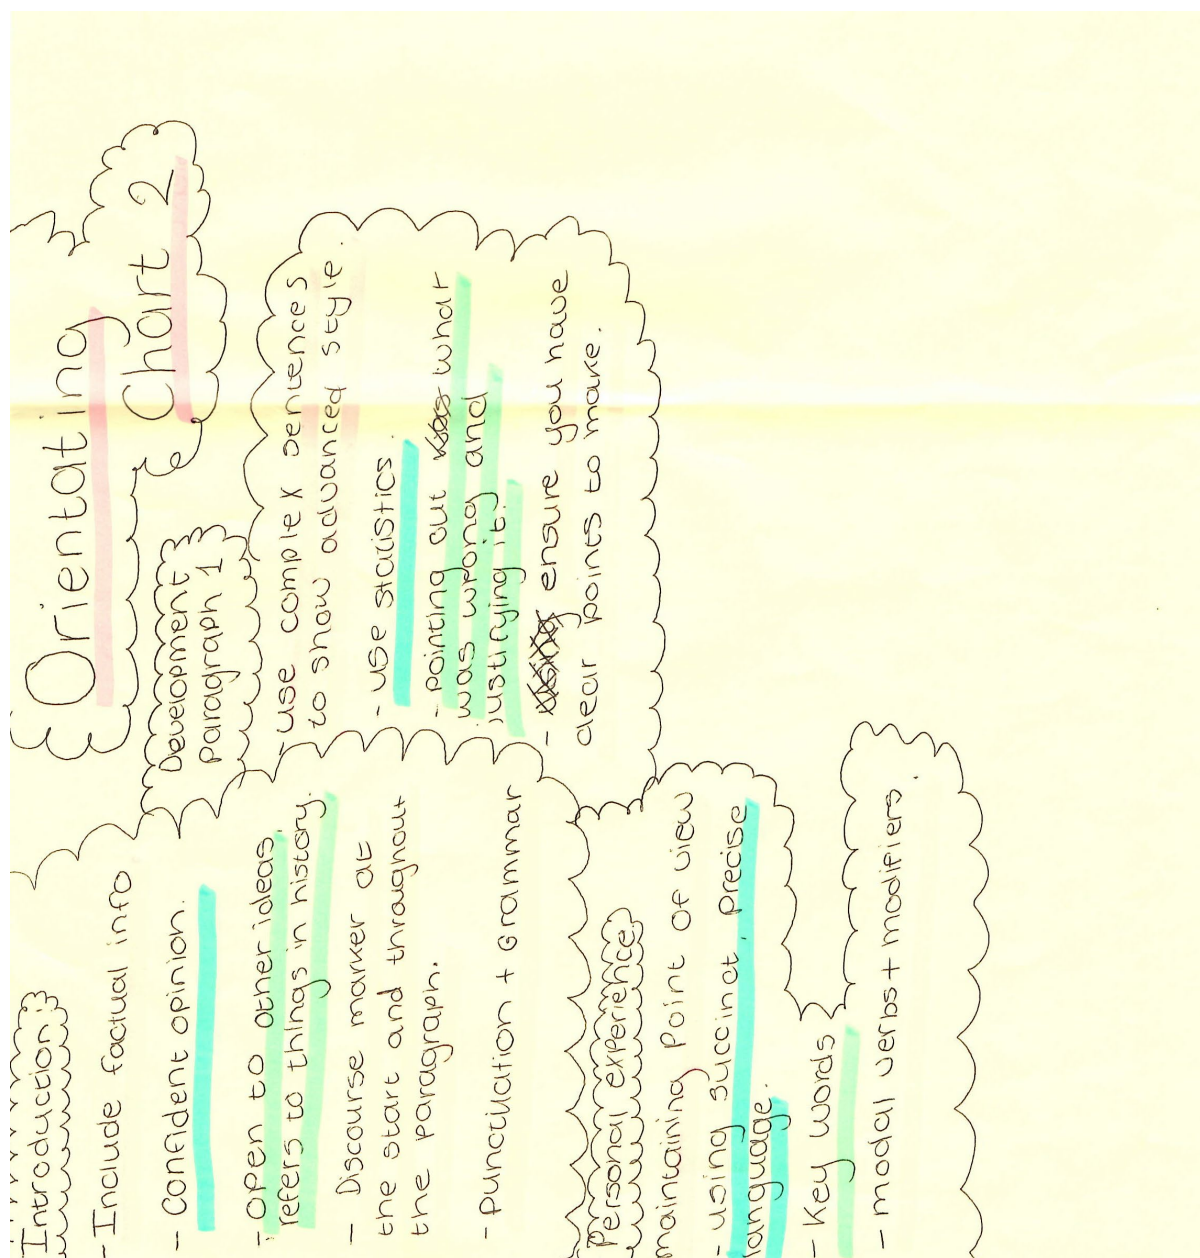 Orientating
Chart 2
Introduction:
- Include factual info
- Confident opinion.
- open to other ideas.
refers to things in history.
- Discourse marker at
the start and throughout
the paragraph.
- punctuation + Grammar
Development
paragraph 1
- Use complex sentences
to show advanced style.
- use statistics.
- pointing out what
was wrong and
justifying it.
- ensure you have
clear points to make.
Personal experience
maintaining point of view
- using succinct, precise
language.
- Key words
- modal verbs + modifiers.